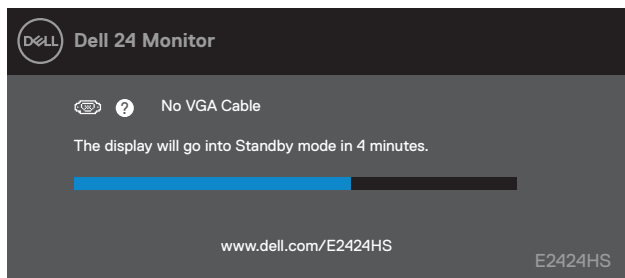 DELL Dell 24 Monitor
? No VGA Cable
The display will go into Standby mode in 4 minutes.
www.dell.com/E2424HS
E2424HS